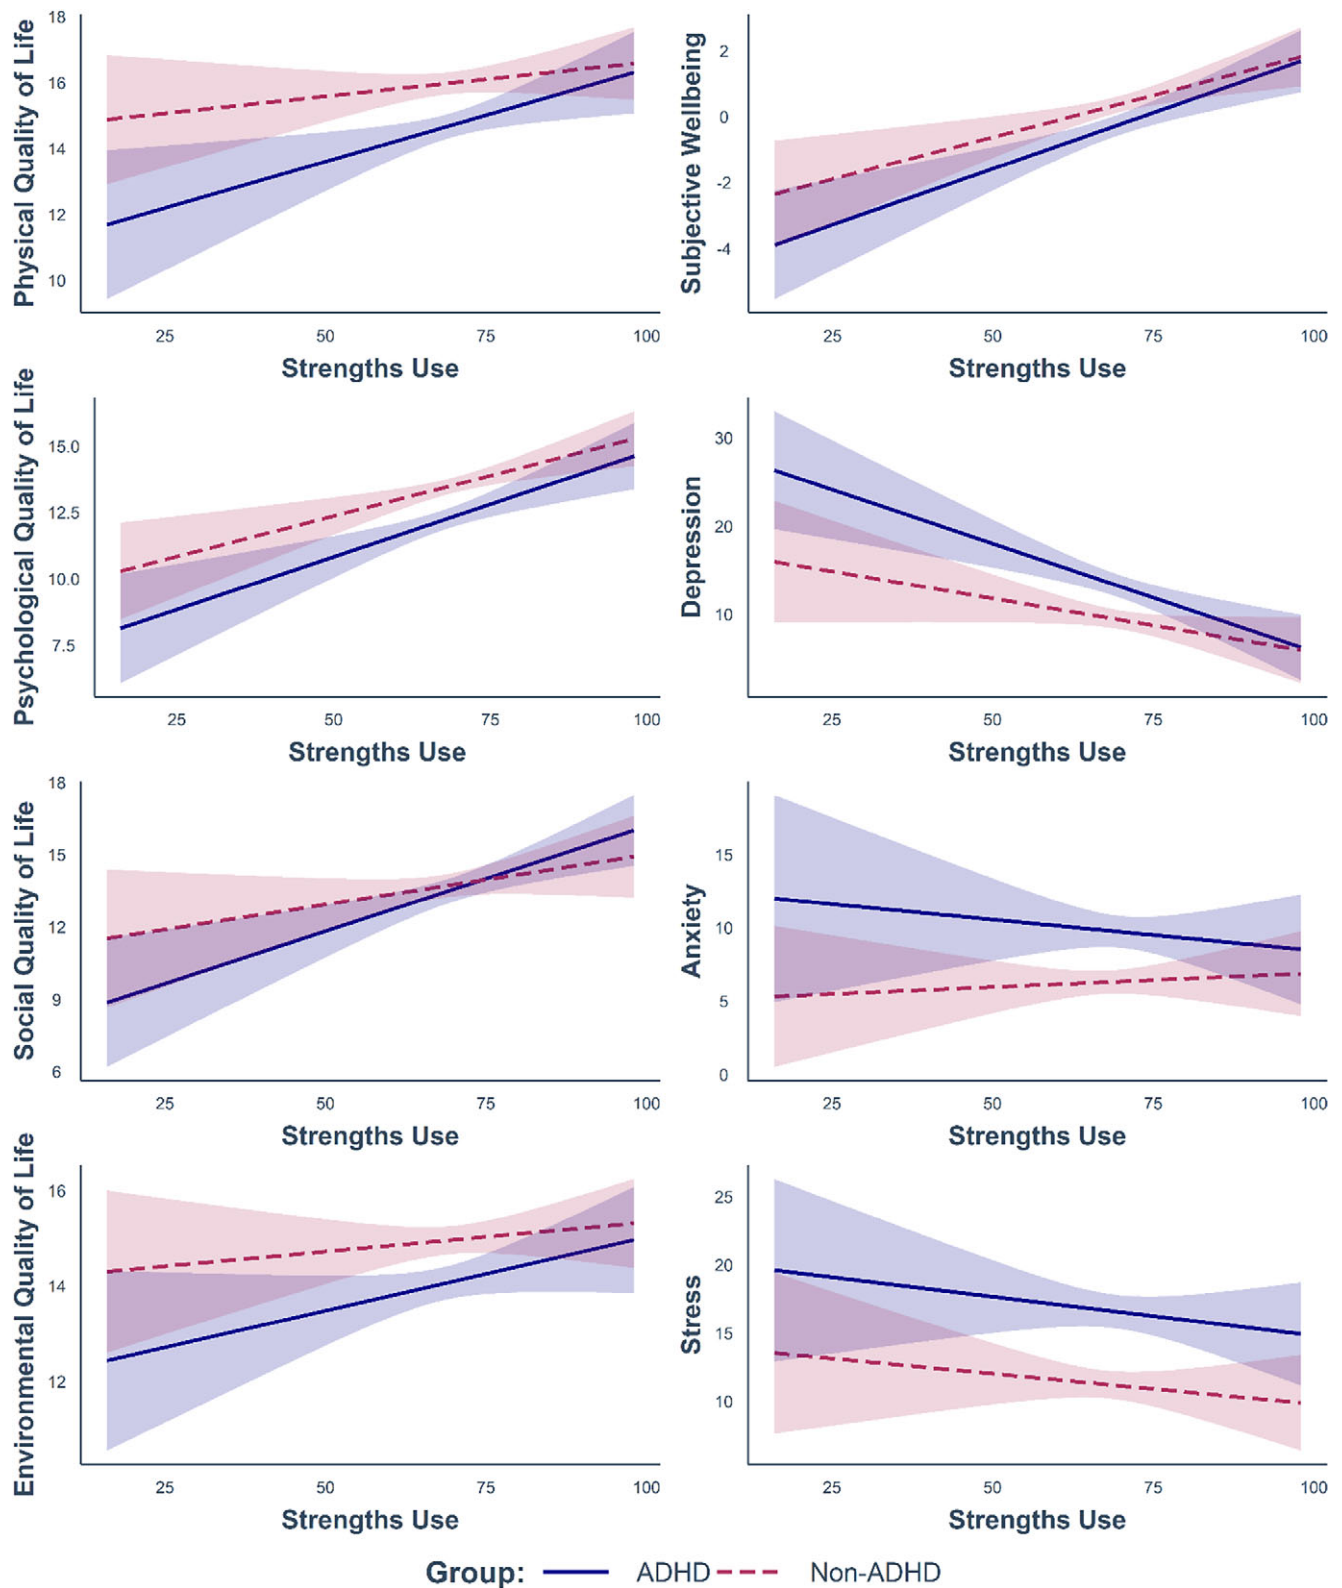 Physical Quality of Life
18
16
14
12
10
25 50 75 100
Strengths Use
Subjective Wellbeing
2
0
-2
-4
25 50 75 100
Strengths Use
Psychological Quality of Life
15.0
12.5
10.0
7.5
25 50 75 100
Strengths Use
Depression
30
20
10
25 50 75 100
Strengths Use
Social Quality of Life
18
15
12
9
6
25 50 75 100
Strengths Use
Anxiety
15
10
5
0
25 50 75 100
Strengths Use
Environmental Quality of Life
16
14
12
25 50 75 100
Strengths Use
Stress
25
20
15
10
25 50 75 100
Strengths Use
Group: ADHD Non-ADHD